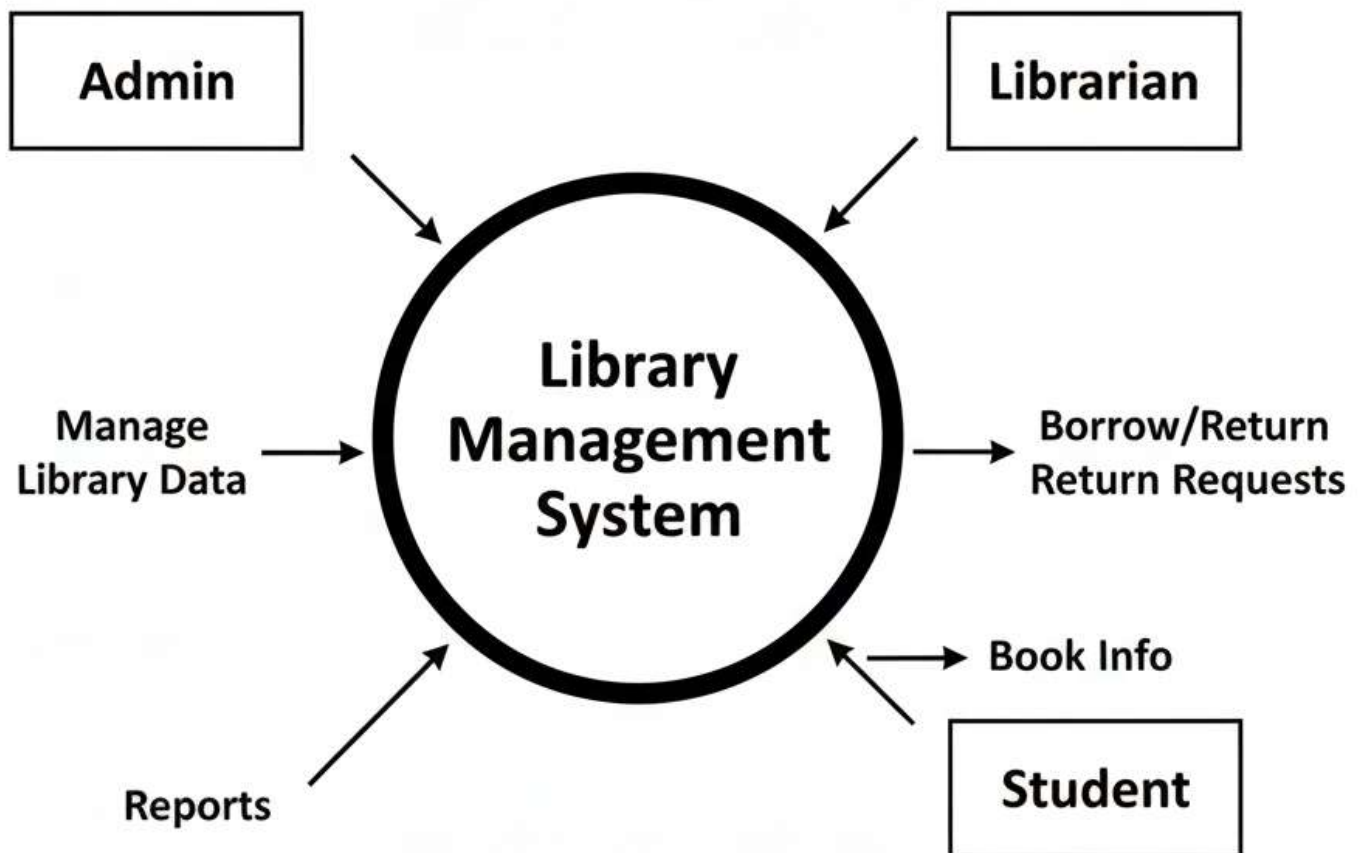 Admin
Librarian
Library
Management
System
Manage
Library Data
Borrow/Return
Return Requests
Book Info
Reports
Student